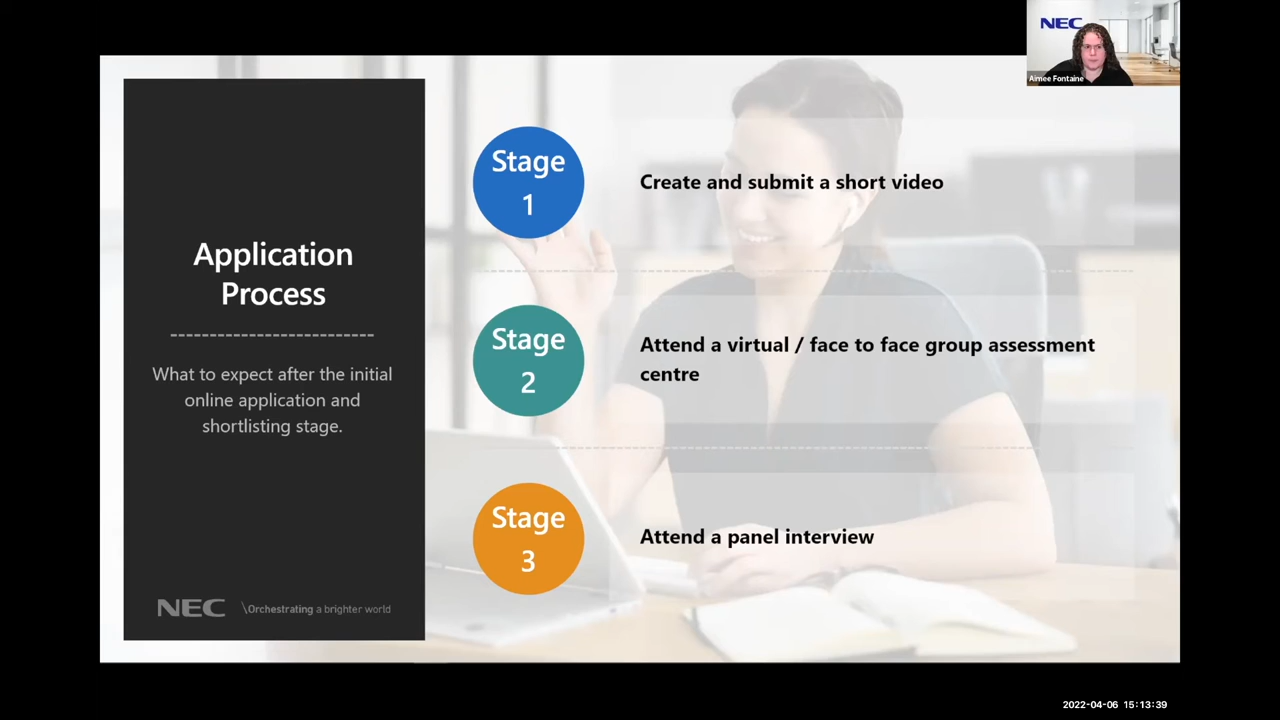 NEC
Aimee Fontaine
Application
Process
What to expect after the initial
online application and
shortlisting stage.
NEC \Orchestrating a brighter world
Stage
1
Create and submit a short video
Stage
2
Attend a virtual / face to face group assessment
centre
Stage
3
Attend a panel interview
2022-04-06 15:13:39